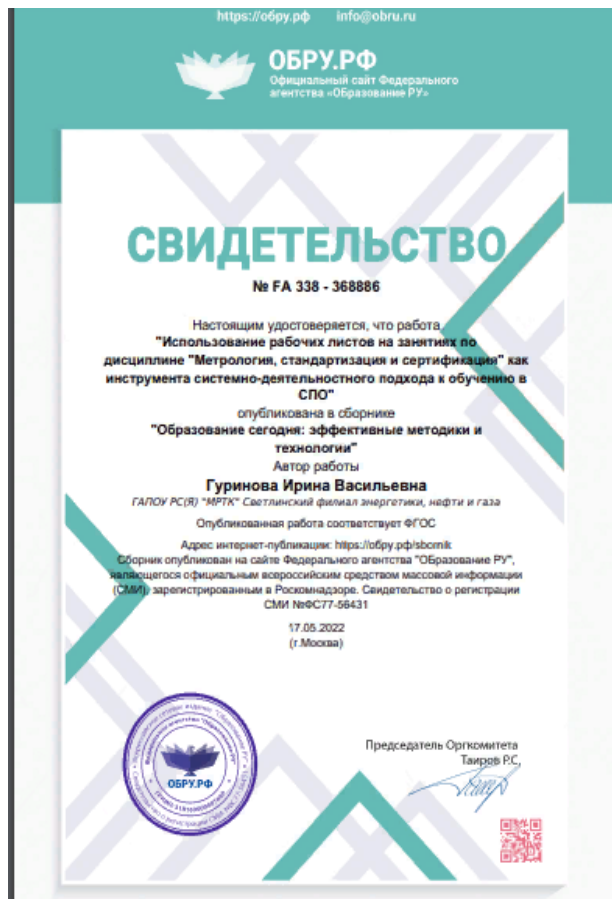 https://обру.рф info@obru.ru
ОБРУ.РФ
Официальный сайт Федерального
агентства «ОБразование РУ»
СВИДЕТЕЛЬСТВО
№ FA 338 - 368886
Настоящим удостоверяется, что работа
"Использование рабочих листов на занятиях по
дисциплине "Метрология, стандартизация и сертификация" как
инструмента системно-деятельностного подхода к обучению в
СПО"
опубликована в сборнике
"Образование сегодня: эффективные методики и
технологии"
Автор работы
Гуринова Ирина Васильевна
ГАПОУ РС(Я) "МРТК" Светлинский филиал энергетики, нефти и газа
Опубликованная работа соответствует ФГОС
Адрес интернет-публикации: https://обру.рф/sbornik
Сборник опубликован на сайте Федерального агентства "ОБразование РУ",
являющегося официальным всероссийским средством массовой информации
(СМИ), зарегистрированным в Роскомнадзоре. Свидетельство о регистрации
СМИ №ФС77-56431
17.05.2022
(г.Москва)
Председатель Оргкомитета
Таиров Р.С.
ОБРУ.РФ